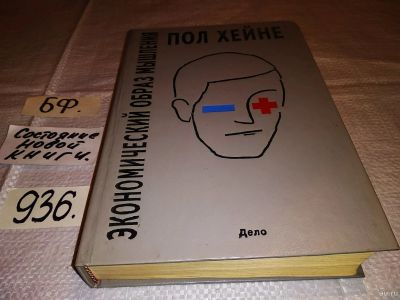 БФ.
Состояние
новой
книги.
936.
ЭКОНОМИЧЕСКИЙ ОБРАЗ МЫШЛЕНИЯ
ПОЛ ХЕЙНЕ
Дело